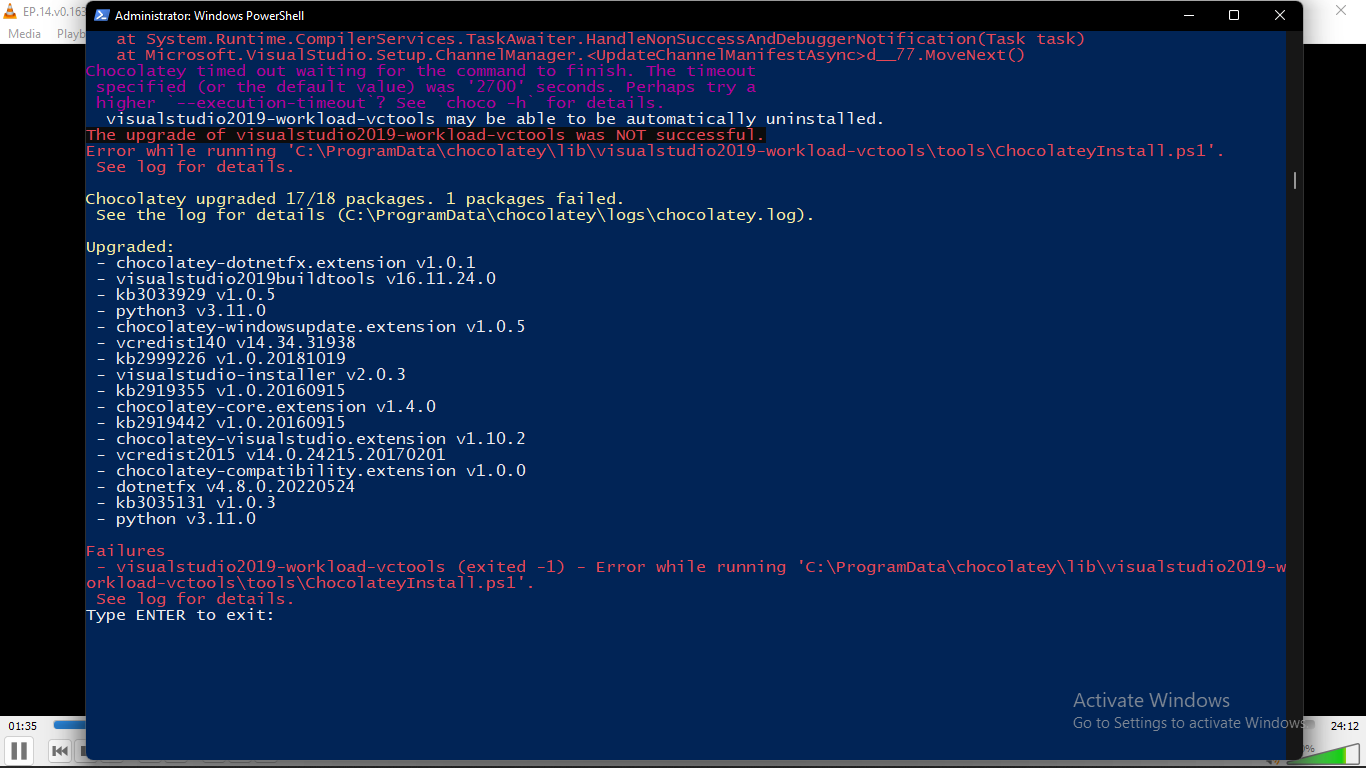 EP.14.v0.163
Administrator: Windows PowerShell
Media Playb
at System.Runtime.CompilerServices.TaskAwaiter.HandleNonSuccessAndDebuggerNotification(Task task)
at Microsoft.VisualStudio.Setup.ChannelManager.<UpdateChannelManifestAsync>d__77.MoveNext()
Chocolatey timed out waiting for the command to finish. The timeout
specified (or the default value) was '2700' seconds. Perhaps try a
higher `--execution-timeout`? See `choco -h` for details.
visualstudio2019-workload-vctools may be able to be automatically uninstalled.
The upgrade of visualstudio2019-workload-vctools was NOT successful.
Error while running 'C:\ProgramData\chocolatey\lib\visualstudio2019-workload-vctools\tools\ChocolateyInstall.ps1'.
See log for details.
Chocolatey upgraded 17/18 packages. 1 packages failed.
See the log for details (C:\ProgramData\chocolatey\logs\chocolatey.log).
Upgraded:
- chocolatey-dotnetfx.extension v1.0.1
- visualstudio2019buildtools v16.11.24.0
- kb3033929 v1.0.5
- python3 v3.11.0
- chocolatey-windowsupdate.extension v1.0.5
- vcredist140 v14.34.31938
- kb2999226 v1.0.20181019
- visualstudio-installer v2.0.3
- kb2919355 v1.0.20160915
- chocolatey-core.extension v1.4.0
- kb2919442 v1.0.20160915
- chocolatey-visualstudio.extension v1.10.2
- vcredist2015 v14.0.24215.20170201
- chocolatey-compatibility.extension v1.0.0
- dotnetfx v4.8.0.20220524
- kb3035131 v1.0.3
- python v3.11.0
Failures
- visualstudio2019-workload-vctools (exited -1) - Error while running 'C:\ProgramData\chocolatey\lib\visualstudio2019-w
orkload-vctools\tools\ChocolateyInstall.ps1'.
See log for details.
Type ENTER to exit:
Activate Windows
Go to Settings to activate Windows.
01:35
24:12